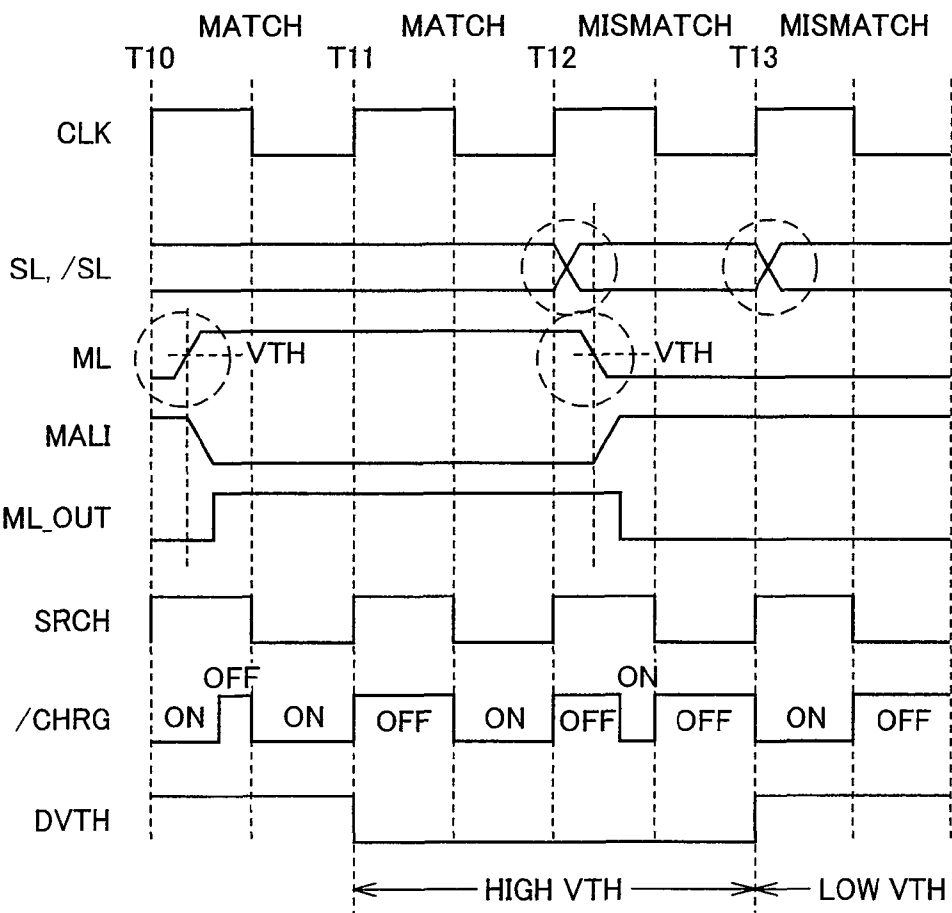 MATCH MATCH MISMATCH MISMATCH
T10 T11 T12 T13
CLK
SL, /SL
ML VTH VTH
MALI
ML_OUT
SRCH
OFF ON
/CHRG ON ON OFF ON OFF OFF ON OFF
DVTH
HIGH VTH LOW VTH